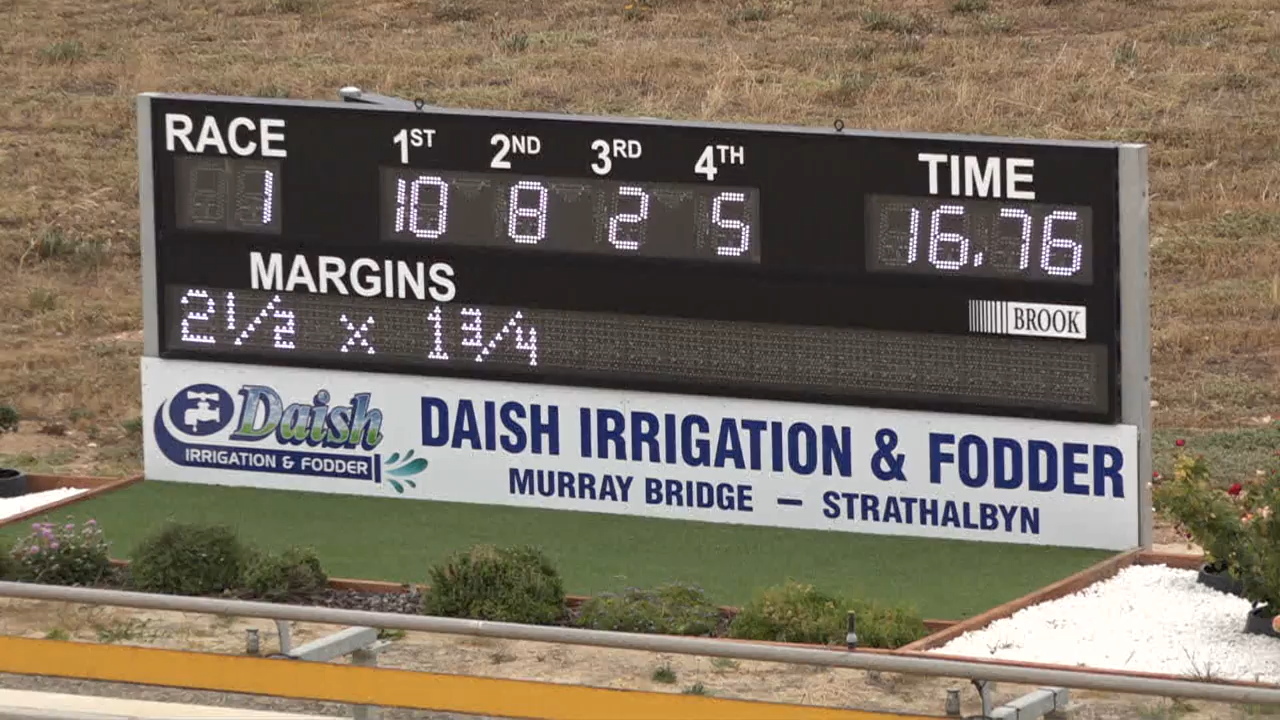 RACE 1ST 2ND 3RD 4TH TIME
1 10 8 2 5 16.76
MARGINS
2 1/2 x 1 3/4
BROOK
Daish
IRRIGATION & FODDER
DAISH IRRIGATION & FODDER
MURRAY BRIDGE – STRATHALBYN